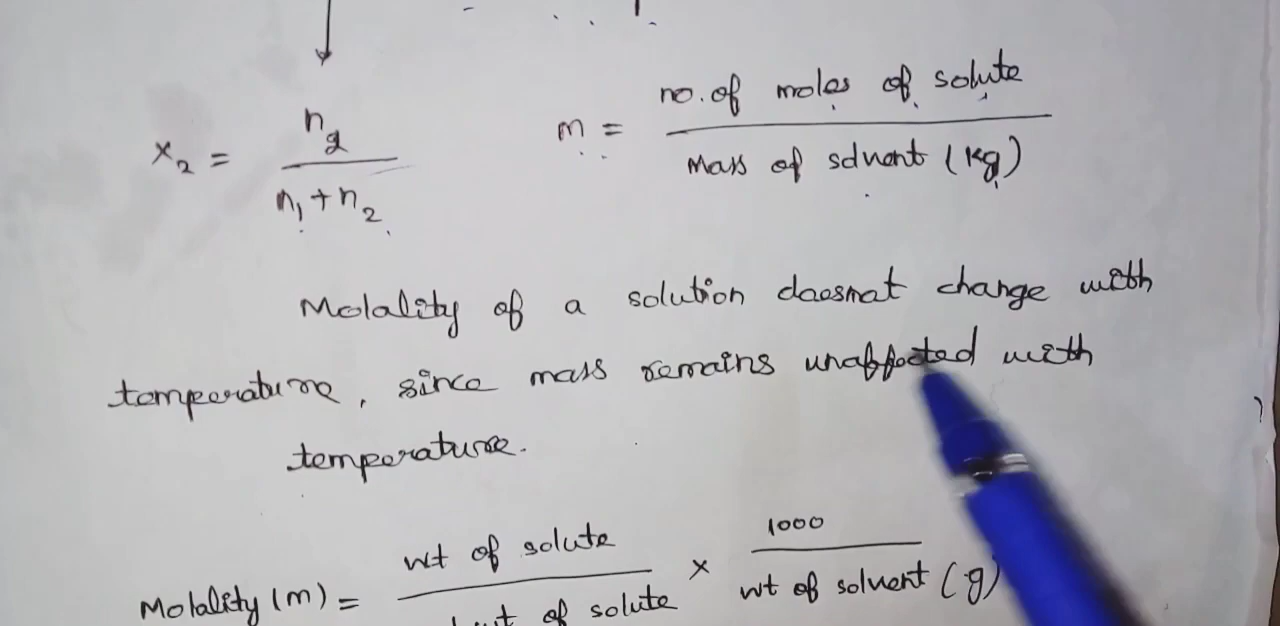 x₂ = n₂ / n₁ + n₂
m = no. of moles of solute / Mass of solvent (kg)
Molality of a solution doesnot change with
temperature, since mass remains unaffected with
temperature.
Molality (m) = wt of solute / wt of solute × 1000 / wt of solvent (g)